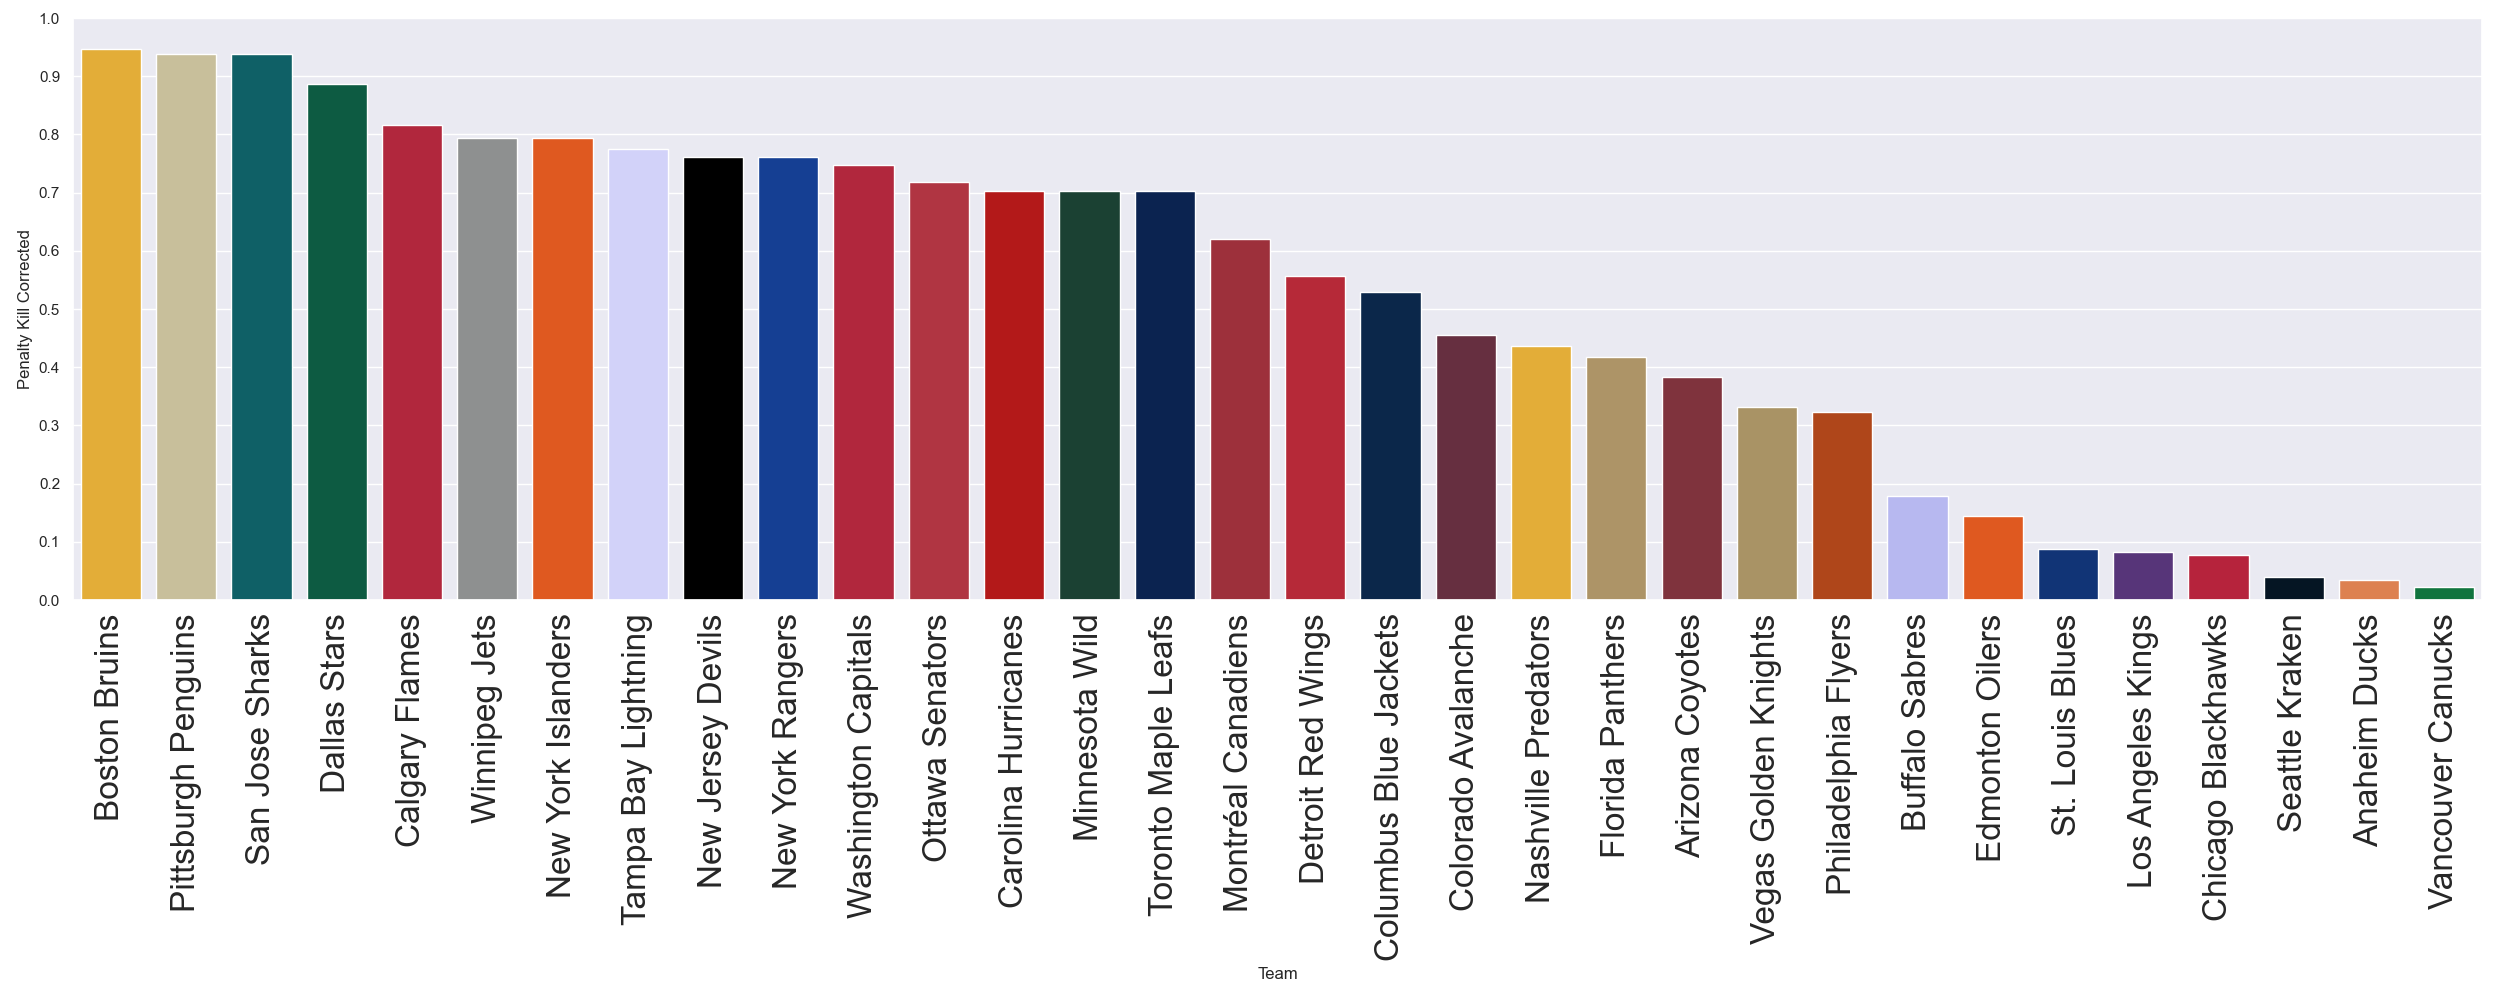 1.0
0.9
0.8
0.7
0.6
0.5
0.4
0.3
0.2
0.1
0.0
Penalty Kill Corrected
Boston Bruins
Pittsburgh Penguins
San Jose Sharks
Dallas Stars
Calgary Flames
Winnipeg Jets
New York Islanders
Tampa Bay Lightning
New Jersey Devils
New York Rangers
Washington Capitals
Ottawa Senators
Carolina Hurricanes
Minnesota Wild
Toronto Maple Leafs
Montréal Canadiens
Detroit Red Wings
Columbus Blue Jackets
Colorado Avalanche
Nashville Predators
Florida Panthers
Arizona Coyotes
Vegas Golden Knights
Philadelphia Flyers
Buffalo Sabres
Edmonton Oilers
St. Louis Blues
Los Angeles Kings
Chicago Blackhawks
Seattle Kraken
Anaheim Ducks
Vancouver Canucks
Team